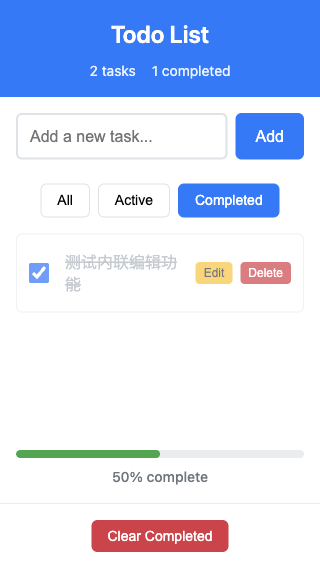 Todo List
2 tasks 1 completed
Add a new task...
Add
All
Active
Completed
测试内联编辑功
能
Edit
Delete
50% complete
Clear Completed